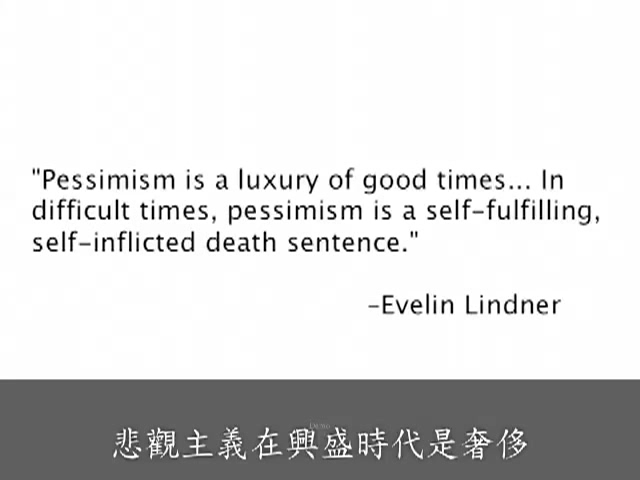 "Pessimism is a luxury of good times... In
difficult times, pessimism is a self-fulfilling,
self-inflicted death sentence."
–Evelin Lindner
悲觀主義在興盛時代是奢侈